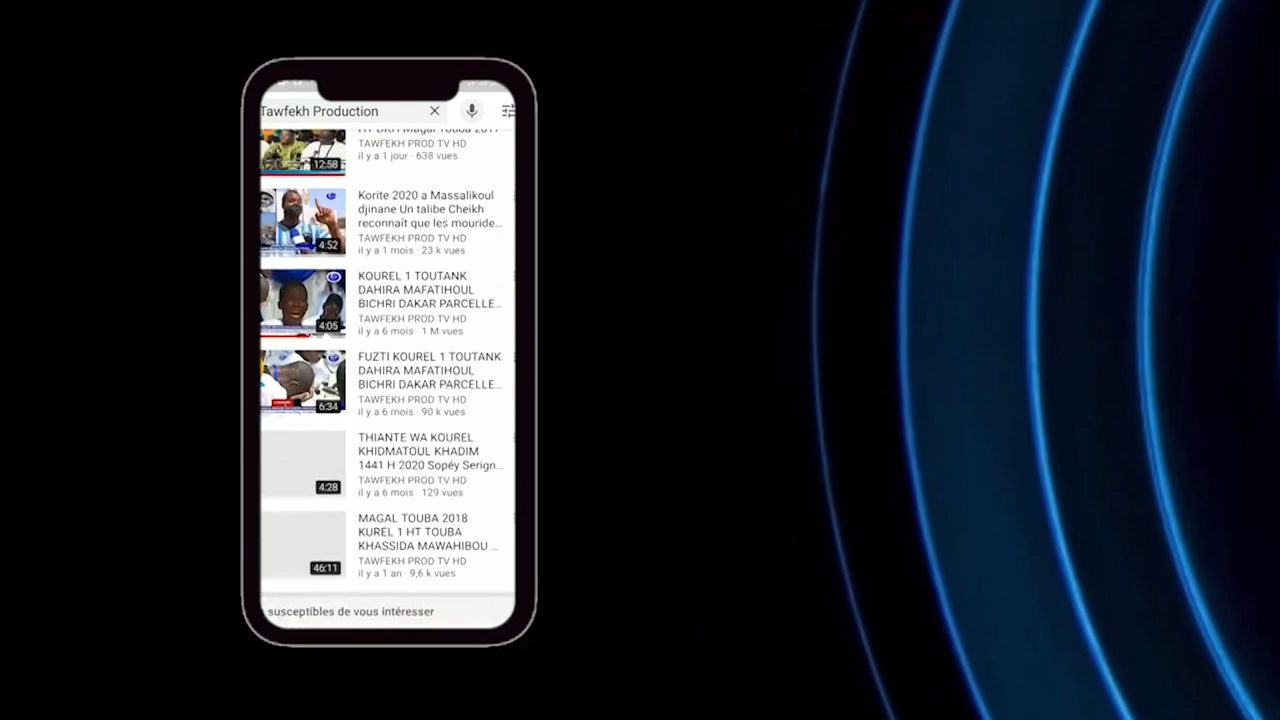 Tawfekh Production
HT DKH Magal Touba 2017
TAWFEKH PROD TV HD
il y a 1 jour · 638 vues
12:58
Korite 2020 a Massalikoul
djinane Un talibe Cheikh
reconnaît que les mouride...
TAWFEKH PROD TV HD
il y a 1 mois · 23 k vues
4:52
KOUREL 1 TOUTANK
DAHIRA MAFATIHOUL
BICHRI DAKAR PARCELLE...
TAWFEKH PROD TV HD
il y a 6 mois · 1 M vues
4:05
FUZTI KOUREL 1 TOUTANK
DAHIRA MAFATIHOUL
BICHRI DAKAR PARCELLE...
TAWFEKH PROD TV HD
il y a 6 mois · 90 k vues
6:34
THIANTE WA KOUREL
KHIDMATOUL KHADIM
1441 H 2020 Sopéy Serign...
TAWFEKH PROD TV HD
il y a 6 mois · 129 vues
4:28
MAGAL TOUBA 2018
KUREL 1 HT TOUBA
KHASSIDA MAWAHIBOU ...
TAWFEKH PROD TV HD
il y a 1 an · 9,6 k vues
46:11
susceptibles de vous intéresser